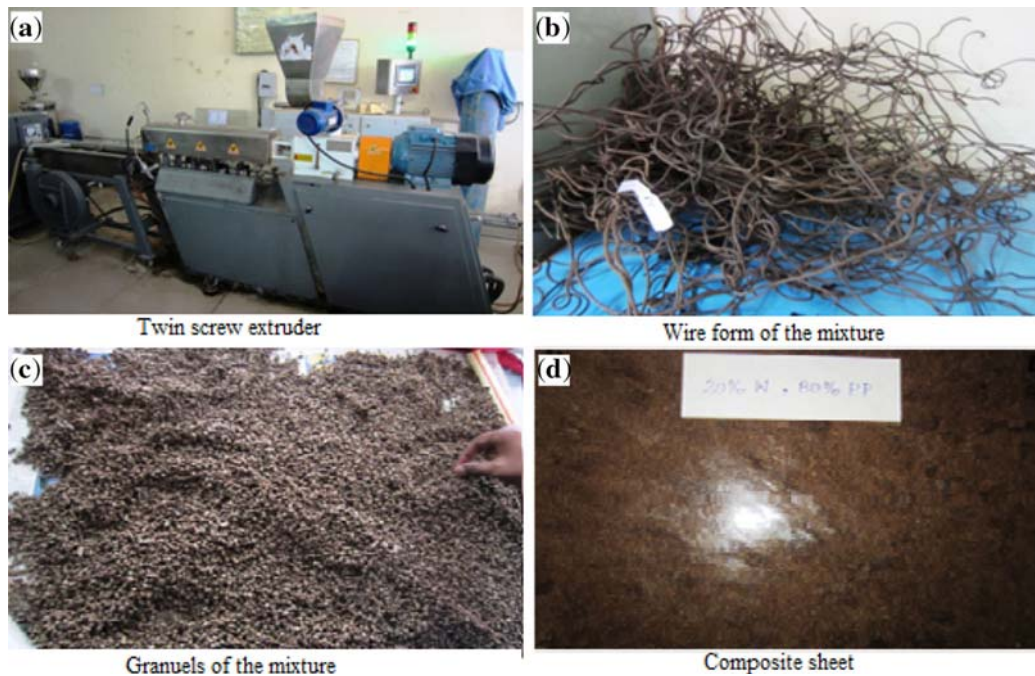 (a)
(b)
Twin screw extruder
Wire form of the mixture
(c)
(d)
20% W , 80% PP
Granuels of the mixture
Composite sheet